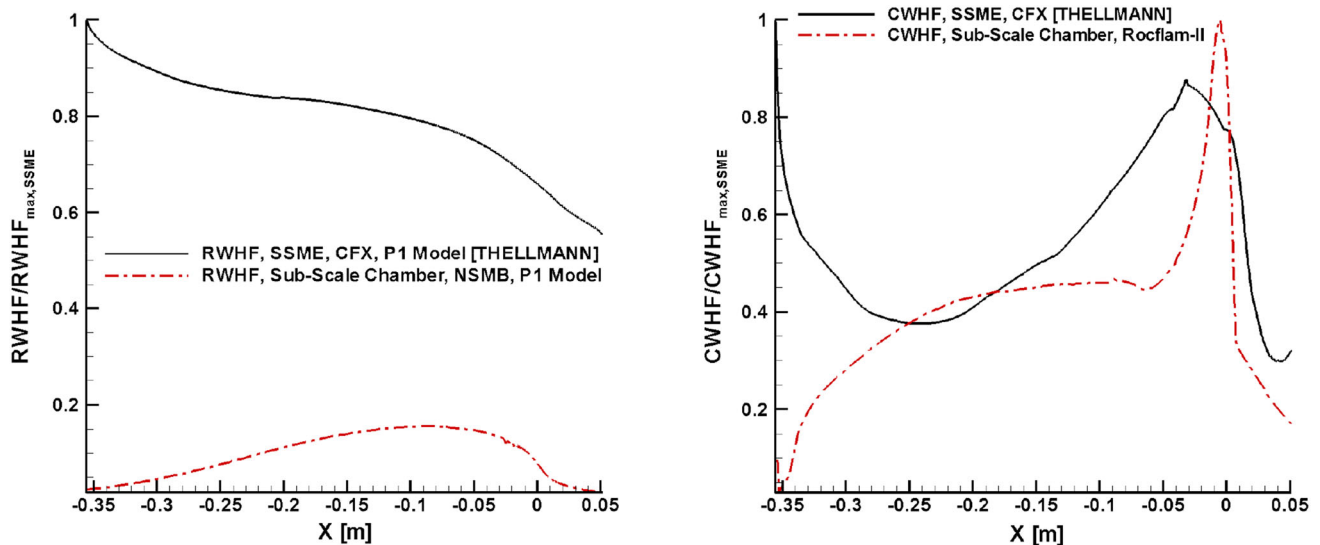 RWHF/RWHFmax,SSME
1
0.8
0.6
0.4
0.2
RWHF, SSME, CFX, P1 Model [THELLMANN]
RWHF, Sub-Scale Chamber, NSMB, P1 Model
-0.35 -0.3 -0.25 -0.2 -0.15 -0.1 -0.05 0 0.05
X [m]
CWHF/CWHFmax,SSME
1
0.8
0.6
0.4
0.2
CWHF, SSME, CFX [THELLMANN]
CWHF, Sub-Scale Chamber, Rocflam-II
-0.35 -0.3 -0.25 -0.2 -0.15 -0.1 -0.05 0 0.05
X [m]